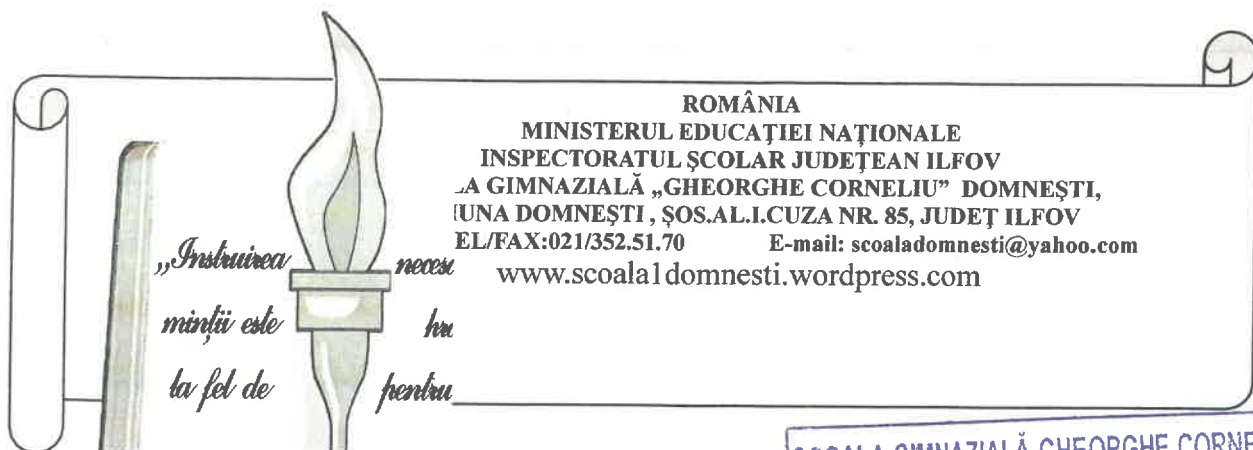 ROMÂNIA
MINISTERUL EDUCAȚIEI NAȚIONALE
INSPECTORATUL ȘCOLAR JUDEȚEAN ILFOV
LA GIMNAZIALĂ „GHEORGHE CORNELIU” DOMNEȘTI,
UNA DOMNEȘTI , ȘOS.AL.I.CUZA NR. 85, JUDEȚ ILFOV
EL/FAX:021/352.51.70 E-mail: scoaladomnesti@yahoo.com
www.scoala1domnesti.wordpress.com
„Instruirea
minții este
la fel de pentru
GIMNAZIALĂ GHEORGHE